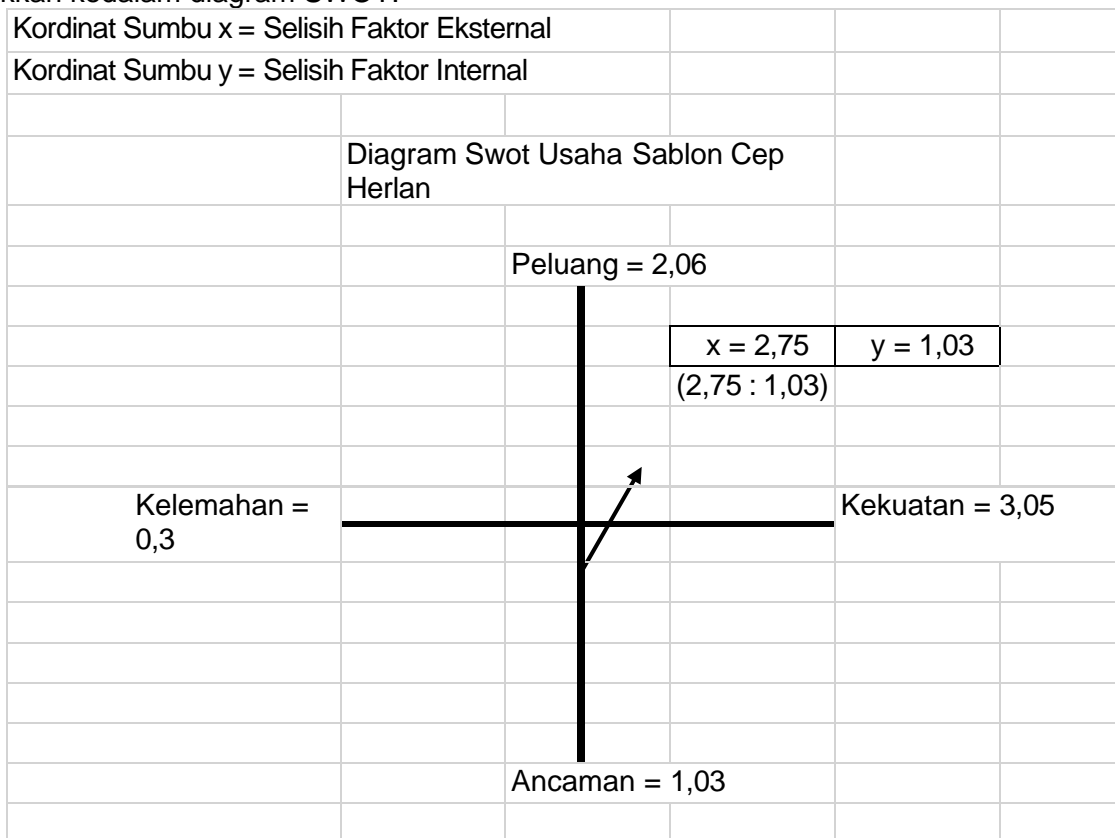 Kordinat Sumbu x = Selisih Faktor Eksternal
Kordinat Sumbu y = Selisih Faktor Internal
Diagram Swot Usaha Sablon Cep
Herlan
Peluang = 2,06
x = 2,75 y = 1,03
(2,75 : 1,03)
Kelemahan =
0,3
Kekuatan = 3,05
Ancaman = 1,03